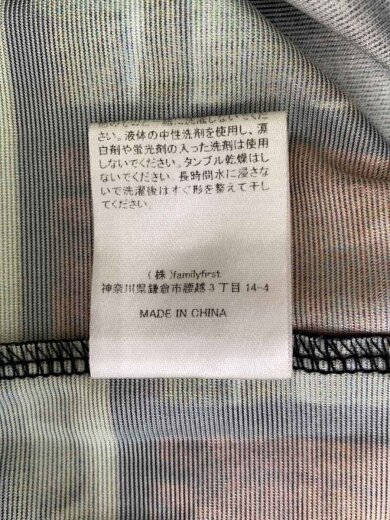 さい。液体の中性洗剤を使用し、漂
白剤や蛍光剤の入った洗剤は使用
しないでください。タンブル乾燥はし
ないでください。長時間水に浸さな
いで洗濯後はすぐ形を整えて干し
てください。
(株)familyfirst
神奈川県鎌倉市腰越3丁目14-4
MADE IN CHINA